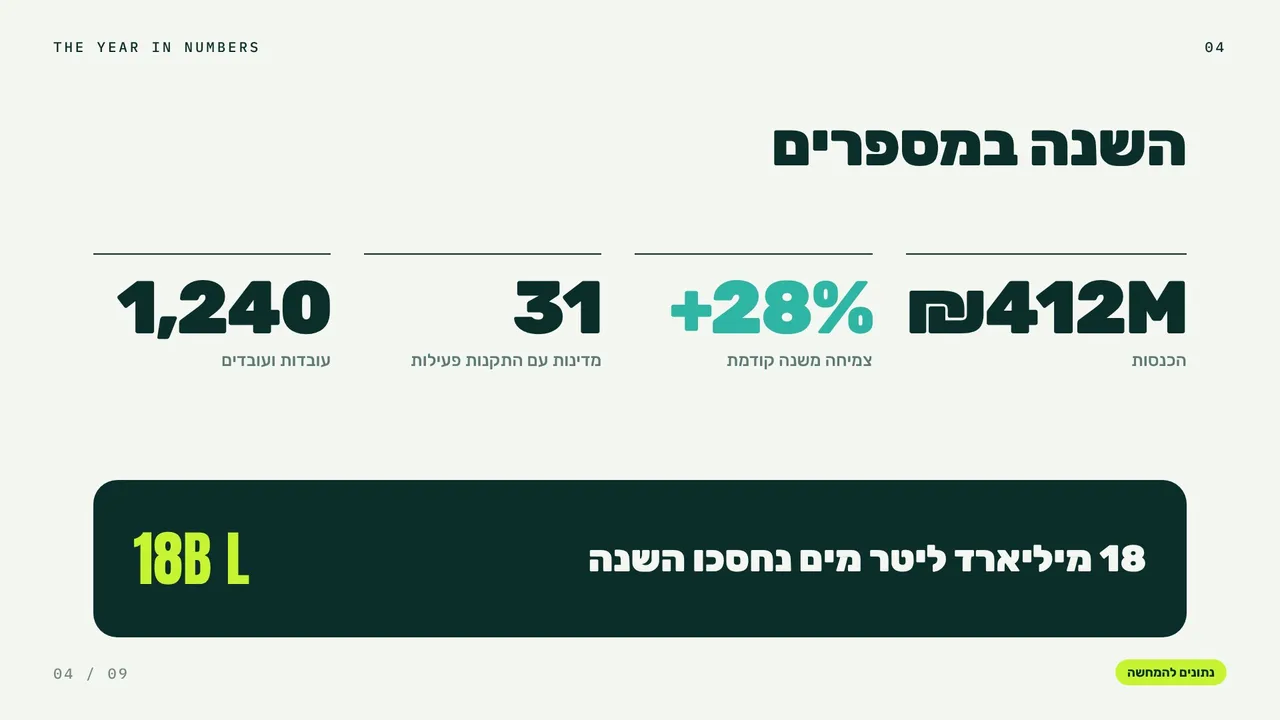 THE YEAR IN NUMBERS
04
השנה במספרים
₪412M
הכנסות
+28%
צמיחה משנה קודמת
31
מדינות עם התקנות פעילות
1,240
עובדות ועובדים
18 מיליארד ליטר מים נחסכו השנה
18B L
04 / 09
נתונים להמחשה